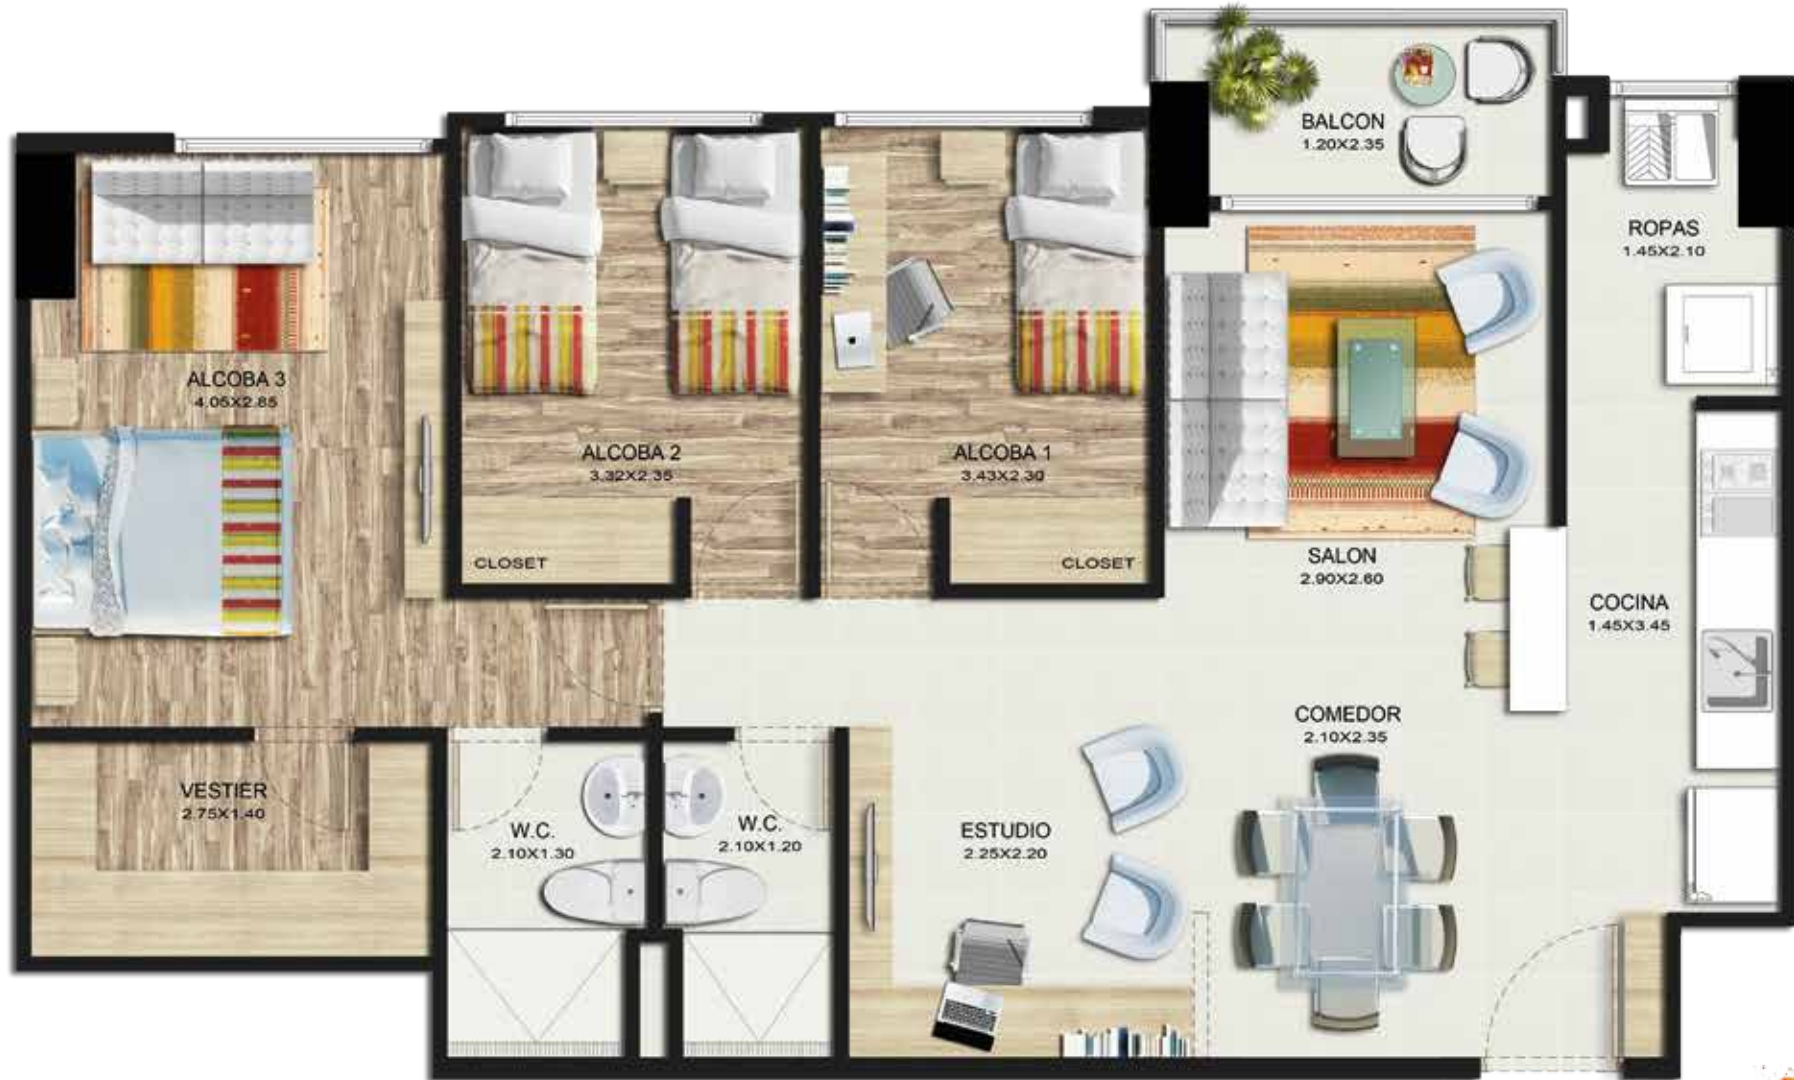 BALCON
1.20X2.35
ROPAS
1.45X2.10
ALCOBA 3
4.05X2.85
ALCOBA 2
3.32X2.35
CLOSET
ALCOBA 1
3.43X2.30
CLOSET
SALON
2.90X2.60
COCINA
1.45X3.45
COMEDOR
2.10X2.35
VESTIER
2.75X1.40
W.C.
2.10X1.30
W.C.
2.10X1.20
ESTUDIO
2.25X2.20